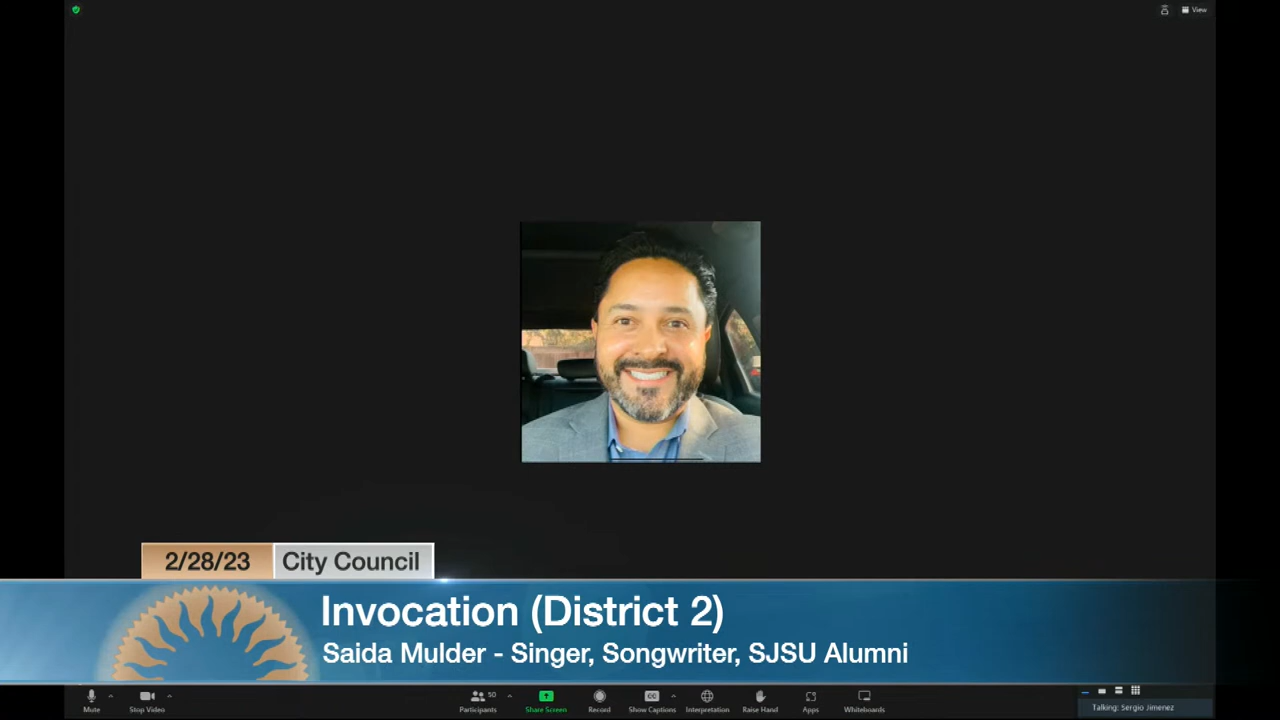 View
2/28/23 City Council
Invocation (District 2)
Saida Mulder - Singer, Songwriter, SJSU Alumni
50
Mute Stop Video Participants Share Screen Record Show Captions Interpretation Raise Hand Apps Whiteboards
CC
Talking: Sergio Jimenez